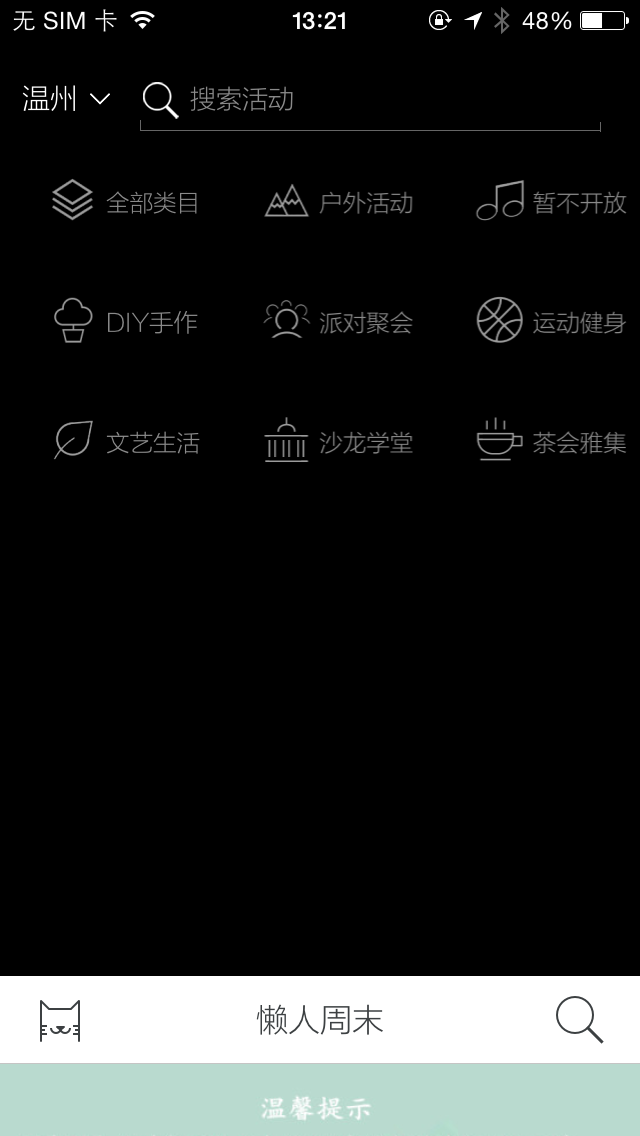 无 SIM 卡 13:21 48%
温州 搜索活动
全部类目 户外活动 暂不开放
DIY手作 派对聚会 运动健身
文艺生活 沙龙学堂 茶会雅集
懒人周末
温馨提示